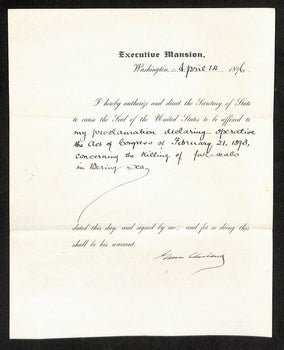 Executive Mansion,
Washington, April 14, 1896.
I hereby authorize and direct the Secretary of State
to cause the Seal of the United States to be affixed to
my proclamation declaring operative
the Act of Congress of February 21, 1893,
concerning the killing of fur-seals
in Bering Sea,
dated this day, and signed by me; and for so doing this
shall be his warrant.
Grover Cleveland